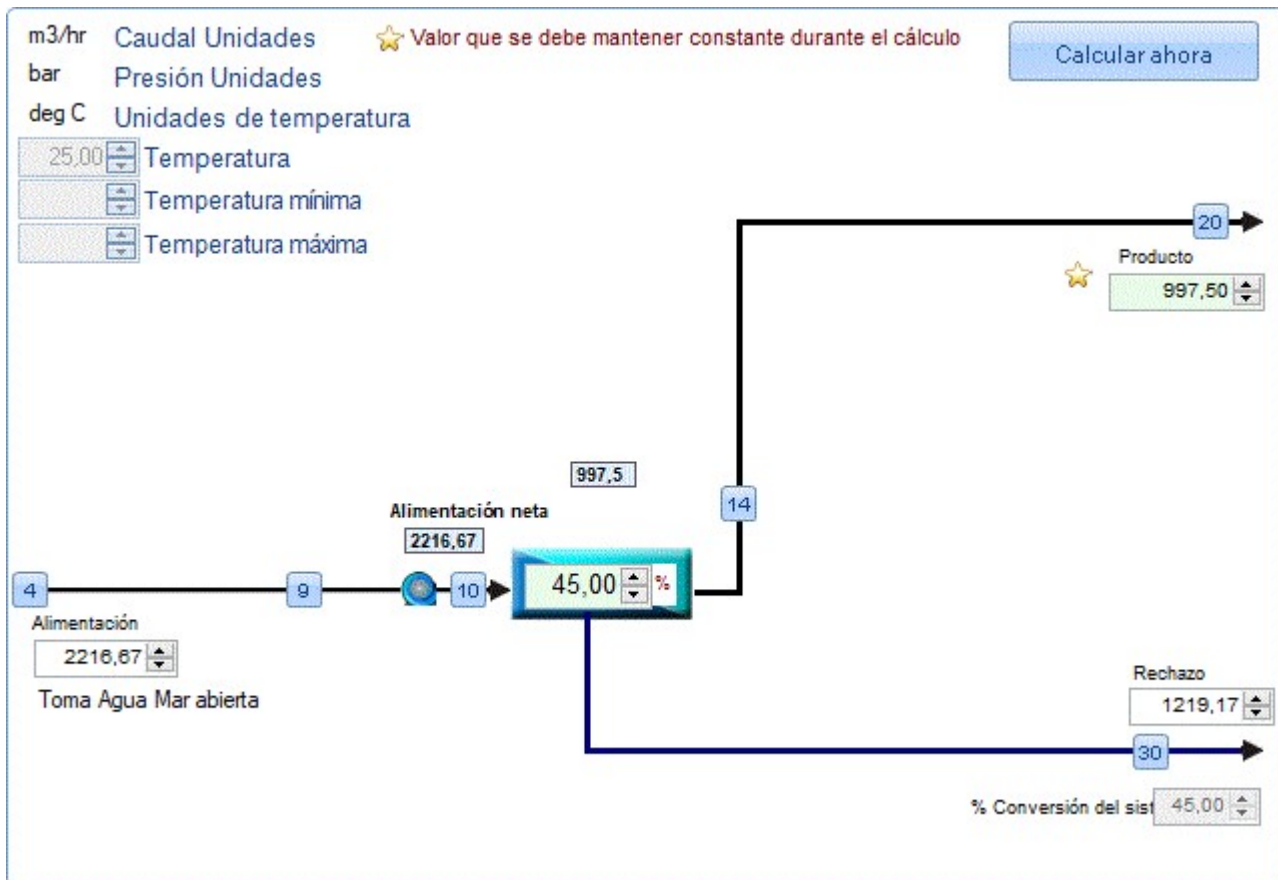 m3/hr Caudal Unidades Valor que se debe mantener constante durante el cálculo
Calcular ahora
bar Presión Unidades
deg C Unidades de temperatura
25,00 Temperatura
Temperatura mínima
Temperatura máxima
20
Producto
997,50
997,5
14
Alimentación neta
2216,67
4
9
10
45,00 %
Alimentación
2216,67
Toma Agua Mar abierta
Rechazo
1219,17
30
% Conversión del sist 45,00